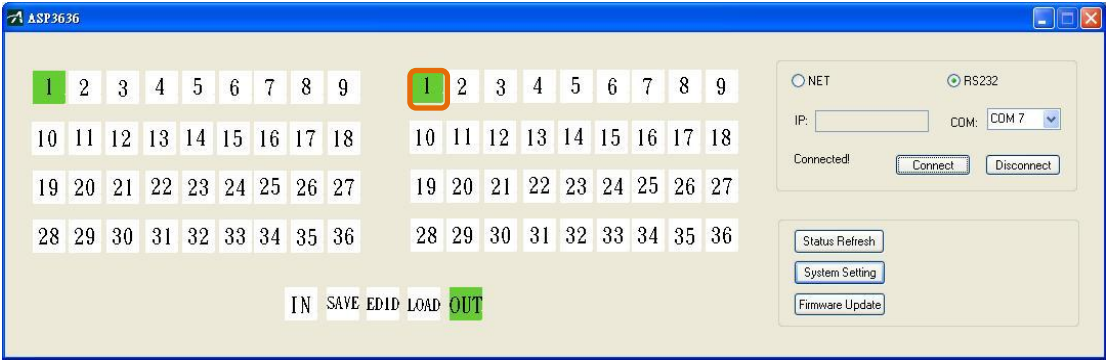 ASP3636
1 2 3 4 5 6 7 8 9
10 11 12 13 14 15 16 17 18
19 20 21 22 23 24 25 26 27
28 29 30 31 32 33 34 35 36
1 2 3 4 5 6 7 8 9
10 11 12 13 14 15 16 17 18
19 20 21 22 23 24 25 26 27
28 29 30 31 32 33 34 35 36
IN SAVE EDID LOAD OUT
NET RS232
IP: COM: COM 7
Connected! Connect Disconnect
Status Refresh
System Setting
Firmware Update